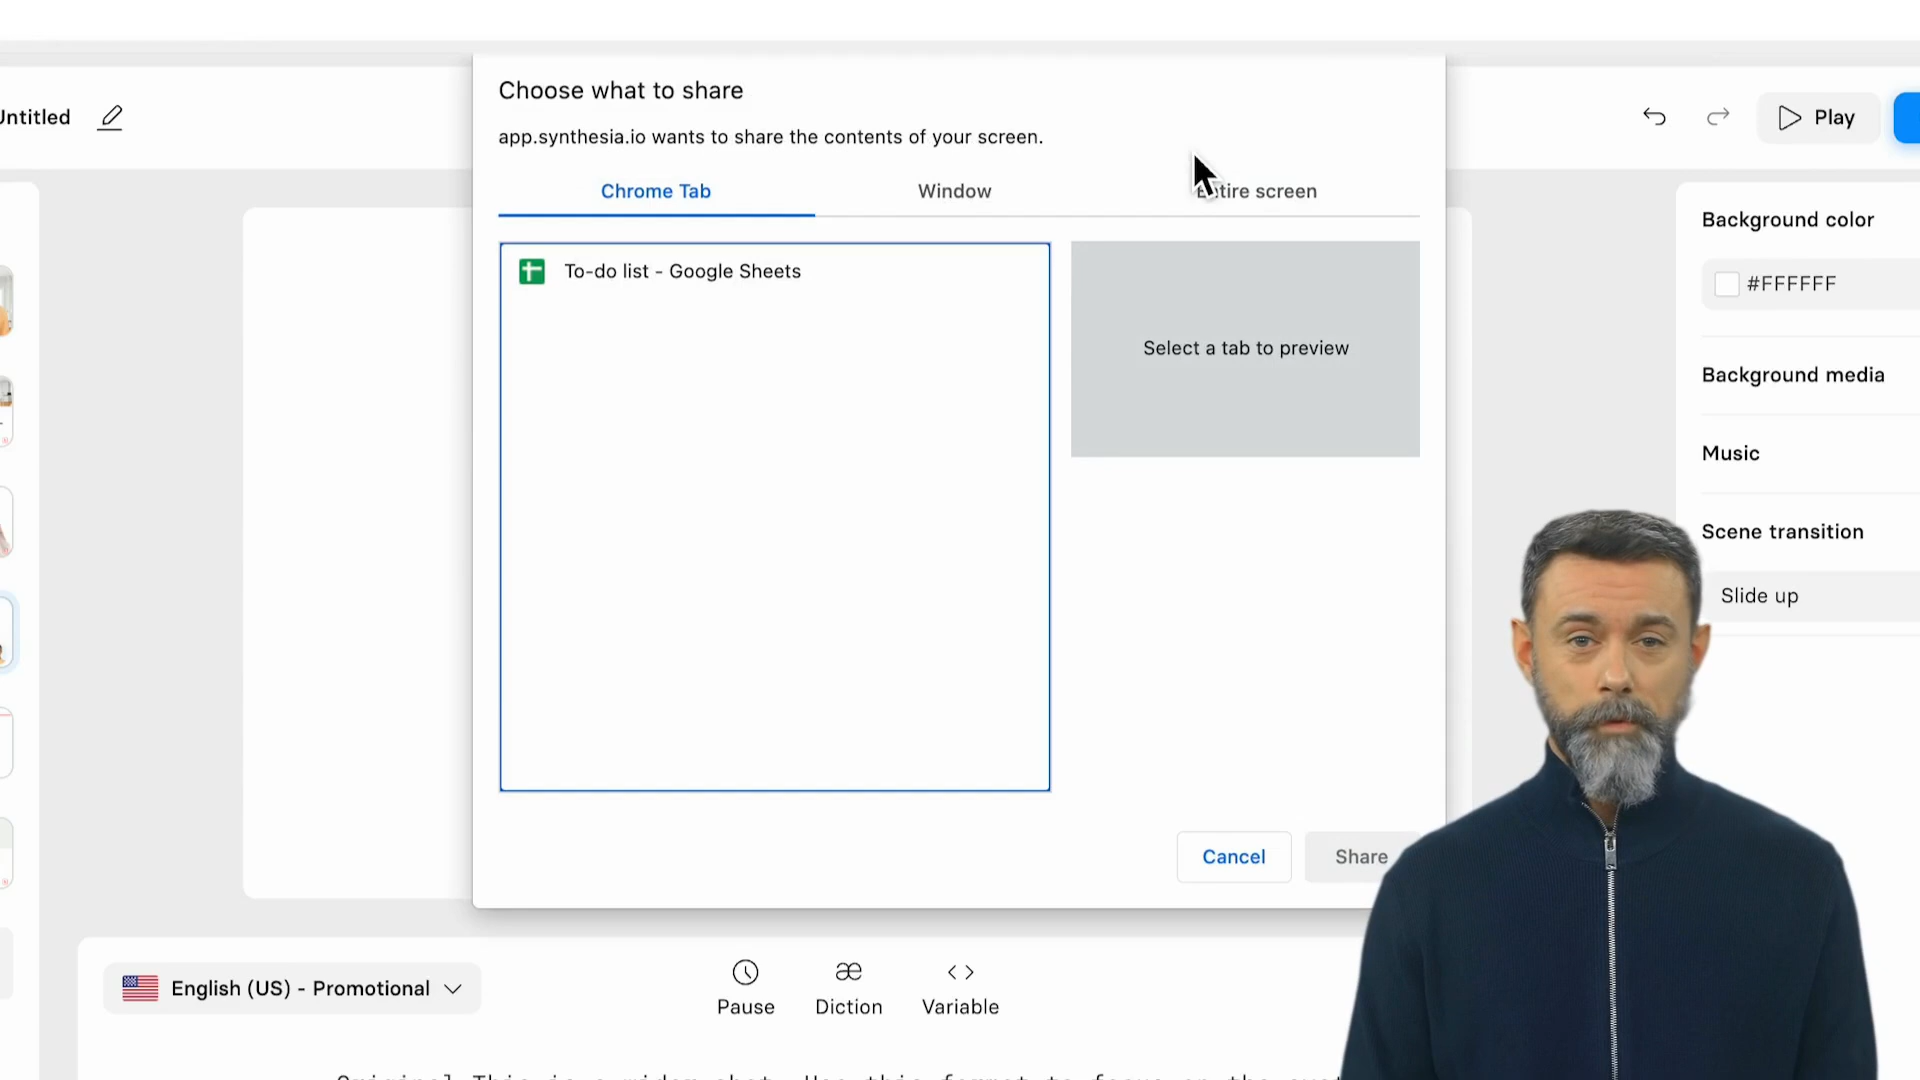 Choose what to share
Untitled
Play
app.synthesia.io wants to share the contents of your screen.
Chrome Tab
Window
Entire screen
Background color
#FFFFFF
To-do list - Google Sheets
Select a tab to preview
Background media
Music
Scene transition
Slide up
Cancel
Share
English (US) - Promotional
Pause
æ
Diction
Variable